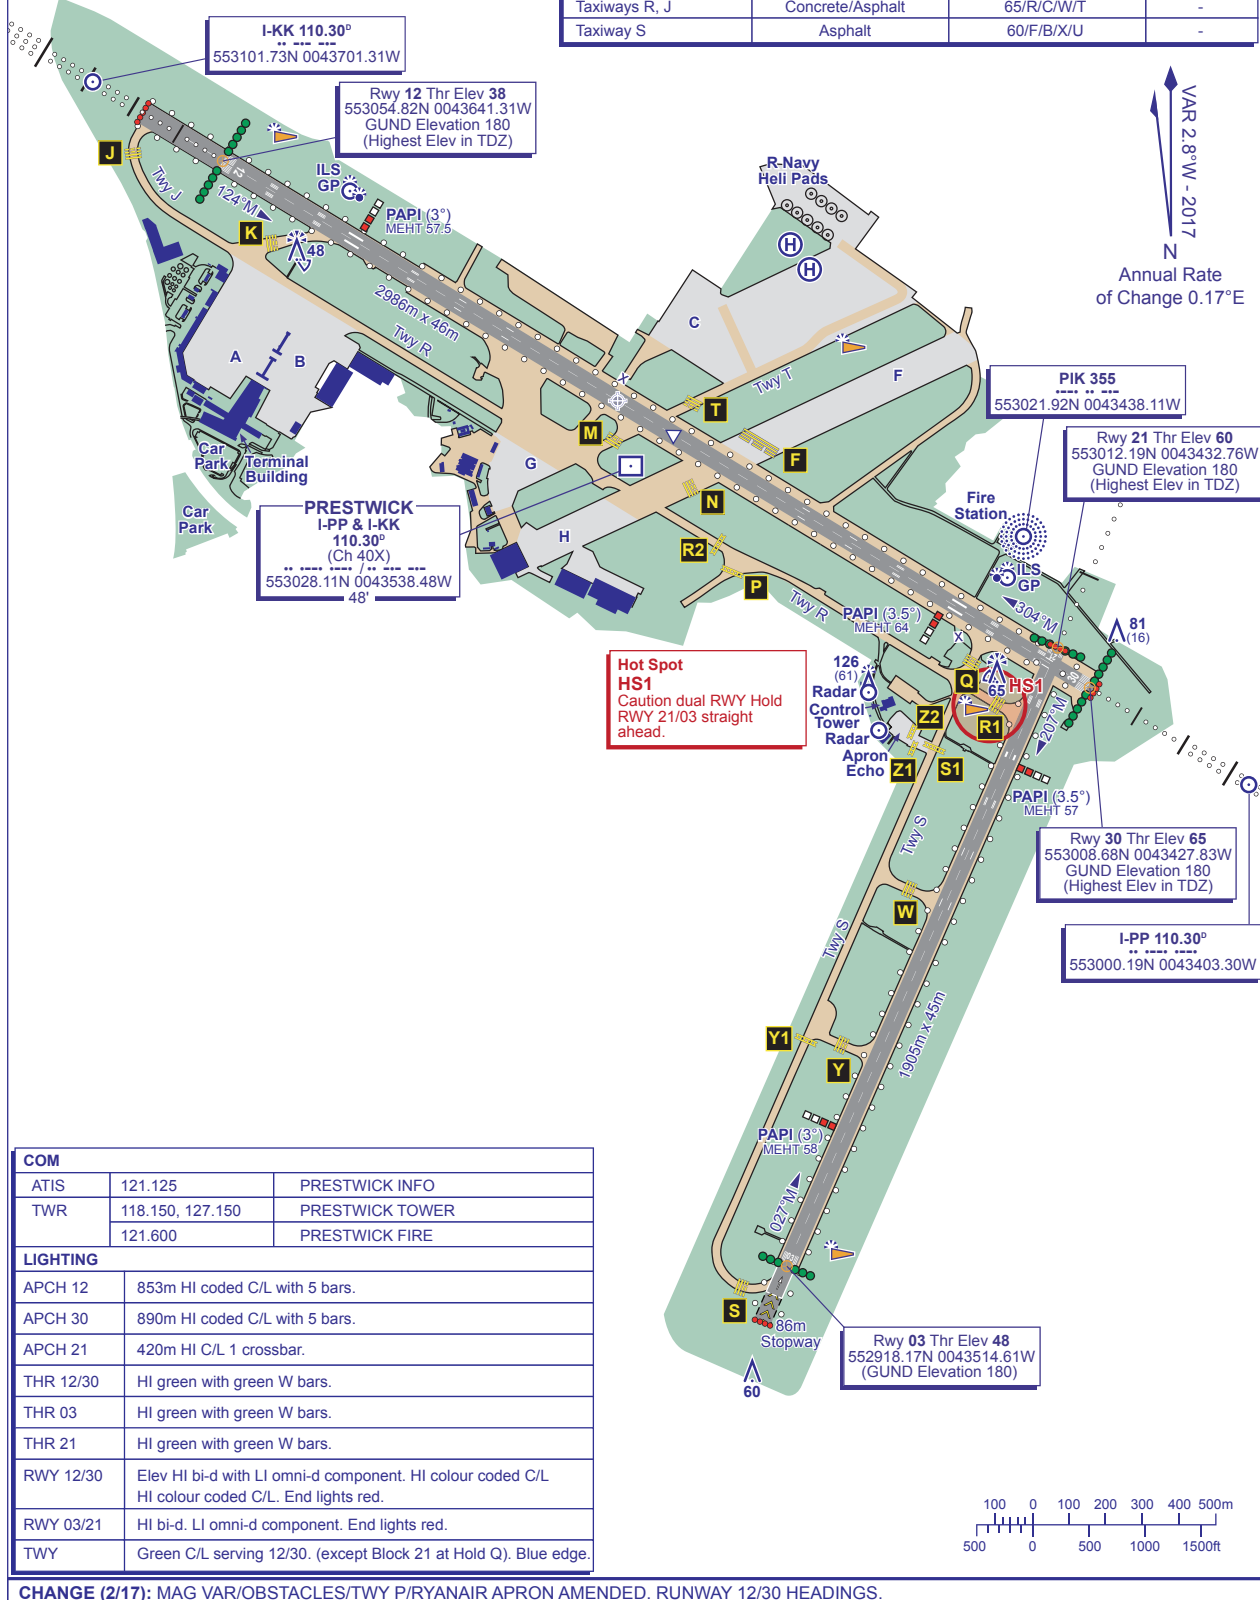 Taxiways R, J Concrete/Asphalt 65/R/C/W/T -
Taxiway S Asphalt 60/F/B/X/U -
I-KK 110.30ᴰ
553101.73N 0043701.31W
Rwy 12 Thr Elev 38
553054.82N 0043641.31W
GUND Elevation 180
(Highest Elev in TDZ)
VAR 2.8°W - 2017
N
Annual Rate
of Change 0.17°E
R-Navy
Heli Pads
H
H
J
Twy J
12
124°M
ILS
GP
PAPI (3°)
MEHT 57.5
K
48
2986m x 46m
Twy R
A
B
C
X
Twy T
F
T
M
F
G
N
H
R2
P
Twy R
Car
Park
Terminal
Building
Car
Park
PRESTWICK
I-PP & I-KK
110.30ᴰ
(Ch 40X)
553028.11N 0043538.48W
48'
PIK 355
553021.92N 0043438.11W
Rwy 21 Thr Elev 60
553012.19N 0043432.76W
GUND Elevation 180
(Highest Elev in TDZ)
Fire
Station
ILS
GP
304°M
PAPI (3.5°)
MEHT 64
X
81
(16)
30
Hot Spot
HS1
Caution dual RWY Hold
RWY 21/03 straight
ahead.
126
(61)
Radar
Control
Tower
Radar
Apron
Echo
Q
65
HS1
R1
207°M
Z2
Z1
S1
PAPI (3.5°)
MEHT 57
Twy S
W
Rwy 30 Thr Elev 65
553008.68N 0043427.83W
GUND Elevation 180
(Highest Elev in TDZ)
I-PP 110.30ᴰ
553000.19N 0043403.30W
Twy S
1905m x 45m
Y1
Y
PAPI (3°)
MEHT 58
027°M
S
86m
Stopway
60
Rwy 03 Thr Elev 48
552918.17N 0043514.61W
(GUND Elevation 180)
COM
ATIS 121.125 PRESTWICK INFO
TWR 118.150, 127.150 PRESTWICK TOWER
121.600 PRESTWICK FIRE
LIGHTING
APCH 12 853m HI coded C/L with 5 bars.
APCH 30 890m HI coded C/L with 5 bars.
APCH 21 420m HI C/L 1 crossbar.
THR 12/30 HI green with green W bars.
THR 03 HI green with green W bars.
THR 21 HI green with green W bars.
RWY 12/30 Elev HI bi-d with LI omni-d component. HI colour coded C/L
HI colour coded C/L. End lights red.
RWY 03/21 HI bi-d. LI omni-d component. End lights red.
TWY Green C/L serving 12/30. (except Block 21 at Hold Q). Blue edge.
100 0 100 200 300 400 500m
500 0 500 1000 1500ft
CHANGE (2/17): MAG VAR/OBSTACLES/TWY P/RYANAIR APRON AMENDED. RUNWAY 12/30 HEADINGS.